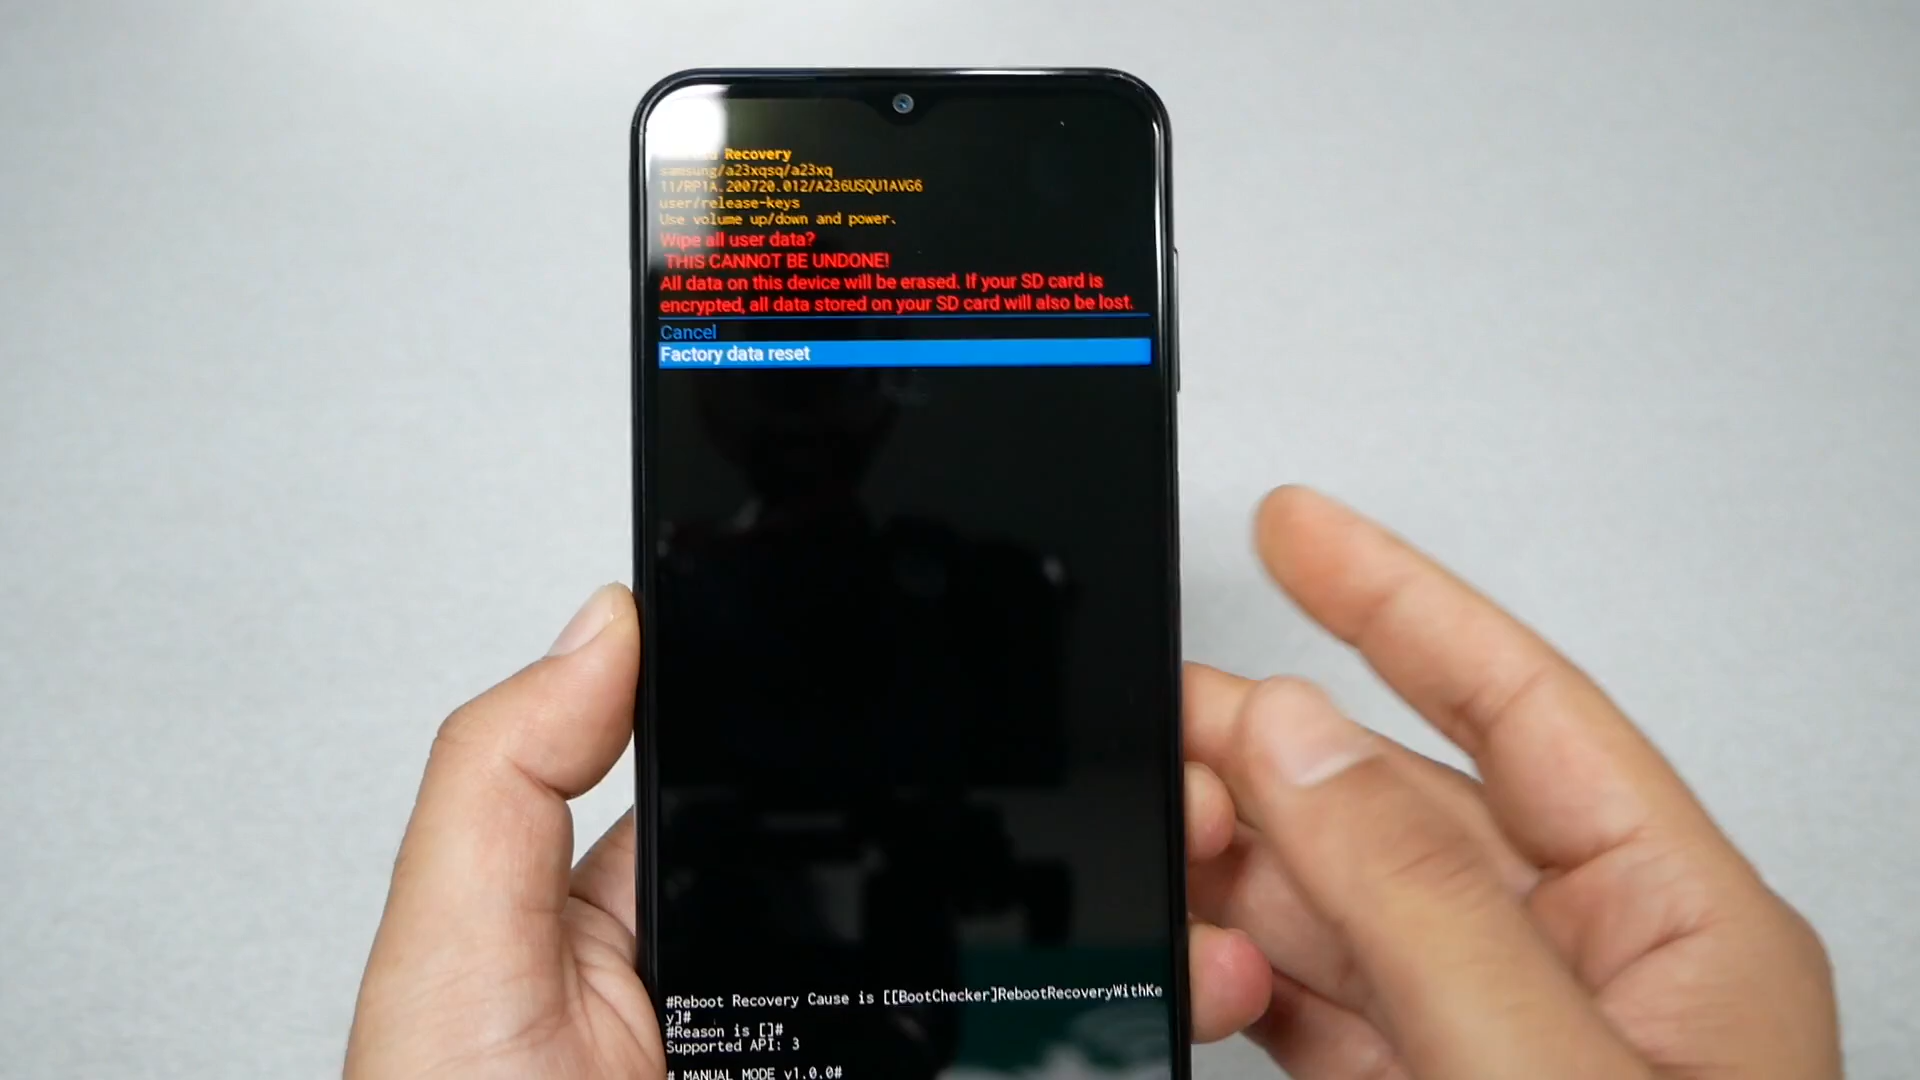 Recovery
samsung/a23xqsq/a23xq
11/RP1A.200720.012/A236USQU1AVG6
user/release-keys
Use volume up/down and power.
Wipe all user data?
THIS CANNOT BE UNDONE!
All data on this device will be erased. If your SD card is
encrypted, all data stored on your SD card will also be lost.
Cancel
Factory data reset
#Reboot Recovery Cause is [[BootChecker]RebootRecoveryWithKe
y]#
#Reason is []#
Supported API: 3
# MANUAL MODE v1.0.0#